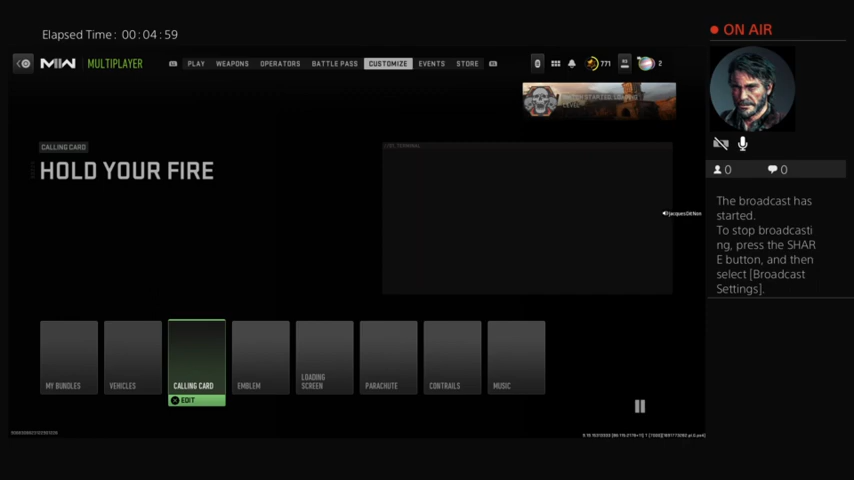 Elapsed Time: 00:04:59
ON AIR
MW MULTIPLAYER
PLAY WEAPONS OPERATORS BATTLE PASS CUSTOMIZE EVENTS STORE
771
2
CALLING CARD
HOLD YOUR FIRE
JacquesDitNon
0
0
The broadcast has
started.
To stop broadcasti
ng, press the SHAR
E button, and then
select [Broadcast
Settings].
MY BUNDLES
VEHICLES
CALLING CARD
EMBLEM
LOADING
SCREEN
PARACHUTE
CONTRAILS
MUSIC
EDIT